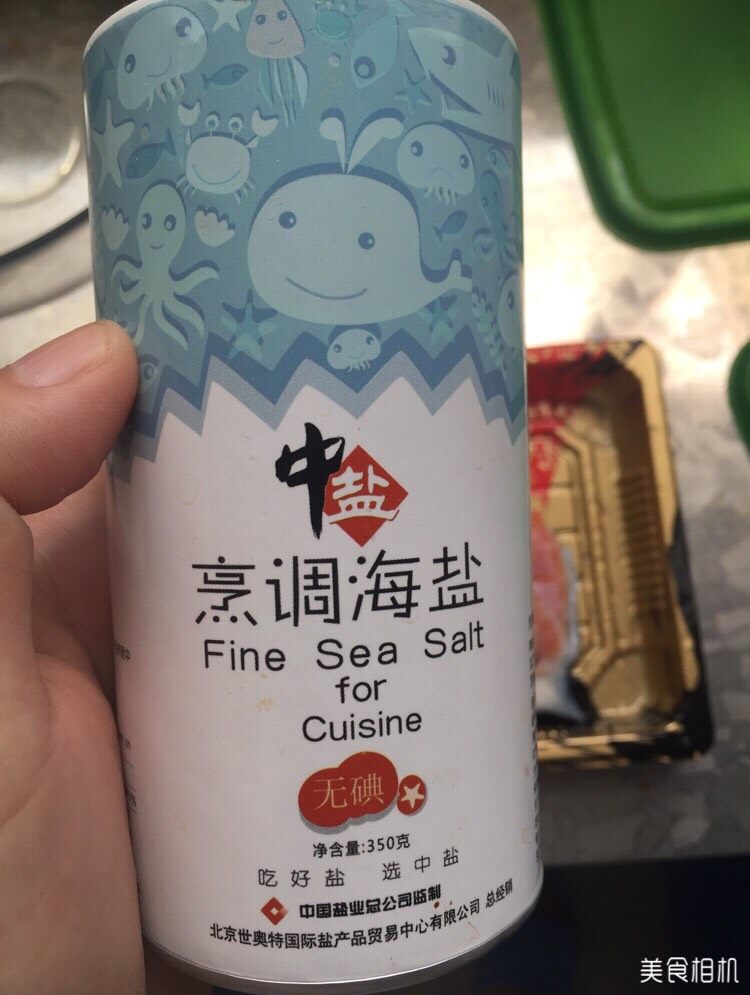 中盐
烹调海盐
Fine Sea Salt
for
Cuisine
无碘
净含量:350克
吃好盐 选中盐
中国盐业总公司监制
北京世奥特国际盐产品贸易中心有限公司 总经销
美食相机